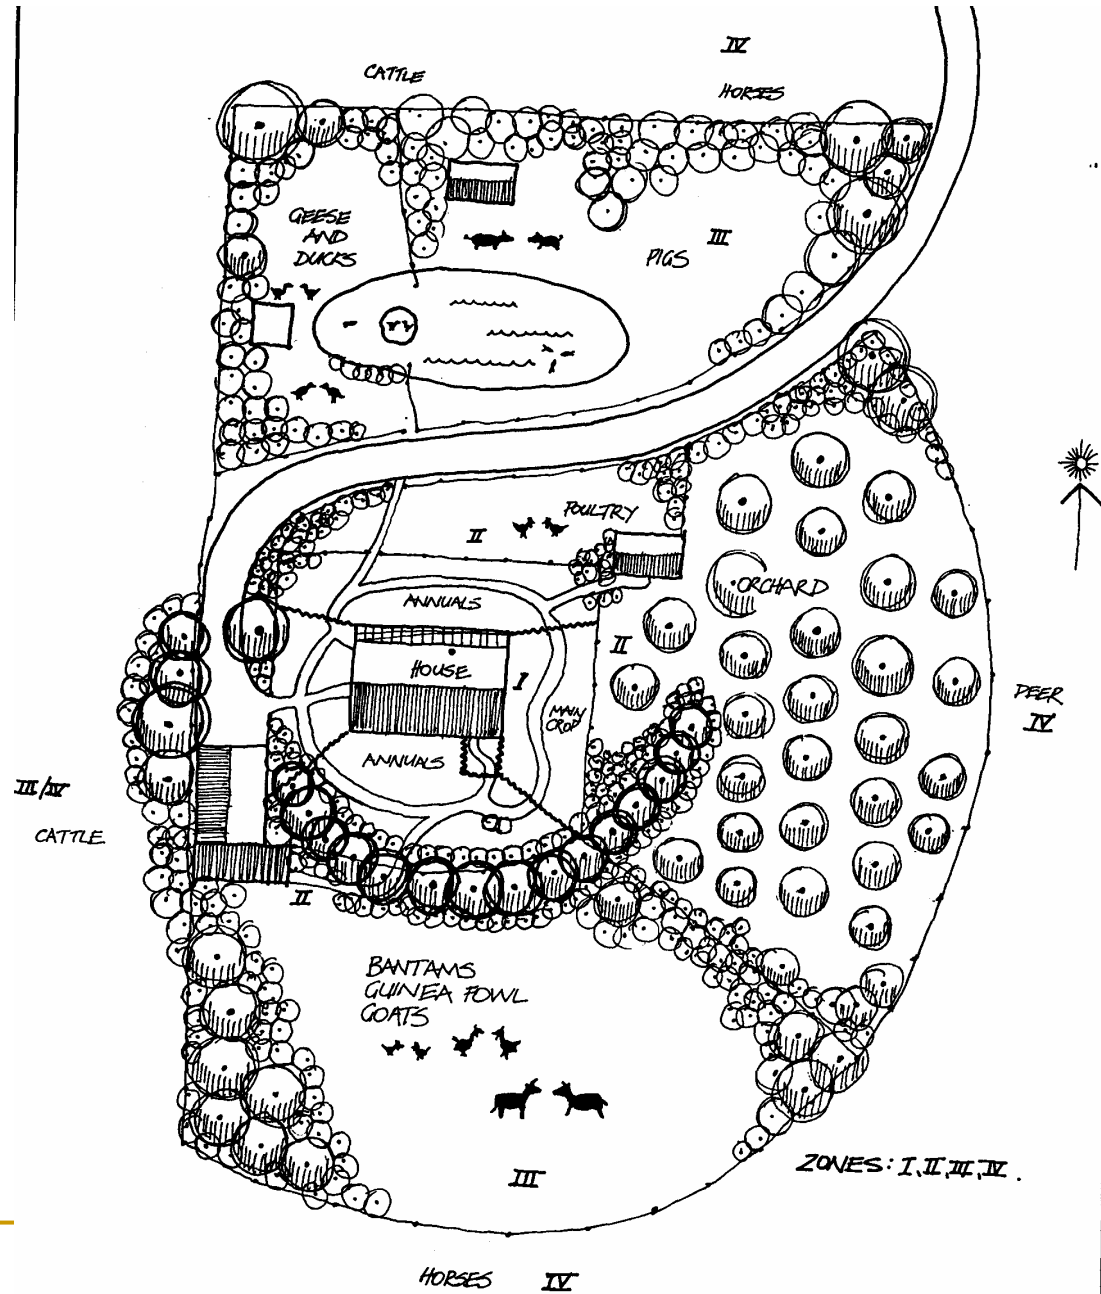 IV
CATTLE
HORSES
GEESE
AND
DUCKS
III
PIGS
POULTRY
II
ORCHARD
ANNUALS
II
HOUSE
I
MAIN
CROP
DEER
IV
ANNUALS
III/IV
CATTLE
II
BANTAMS
GUINEA FOWL
GOATS
III
ZONES: I, II, III, IV.
HORSES IV